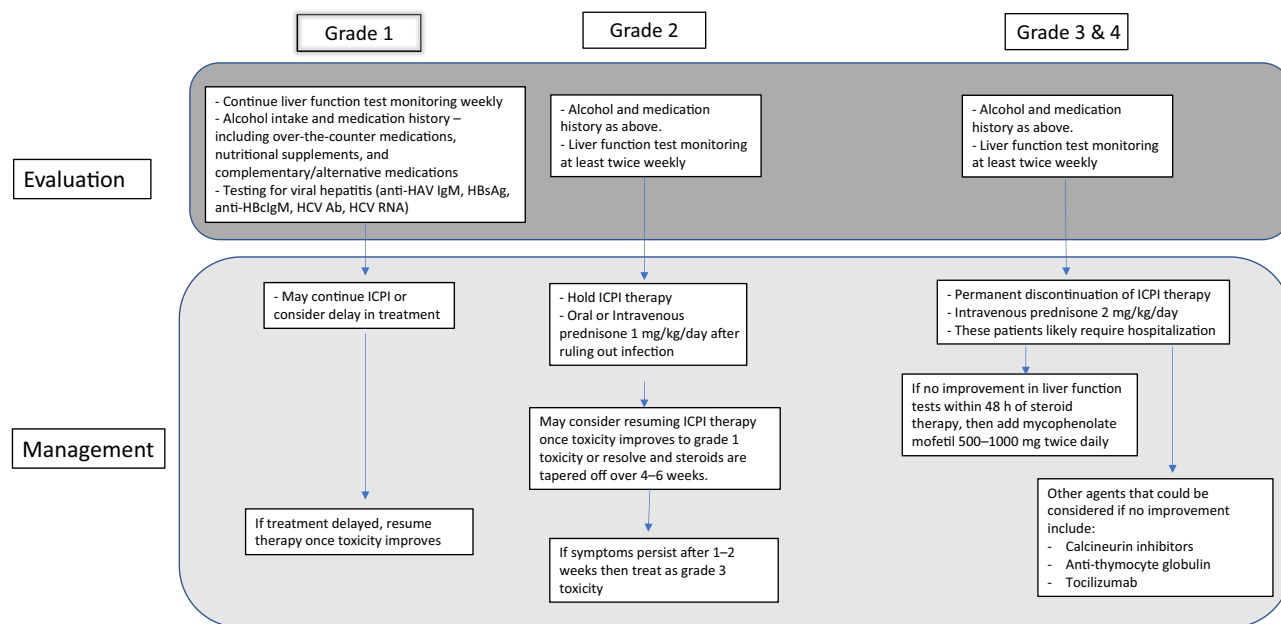 Grade 1
Grade 2
Grade 3 & 4
Evaluation
- Continue liver function test monitoring weekly
- Alcohol intake and medication history –
including over-the-counter medications,
nutritional supplements, and
complementary/alternative medications
- Testing for viral hepatitis (anti-HAV IgM, HBsAg,
anti-HBcIgM, HCV Ab, HCV RNA)
- Alcohol and medication
history as above.
- Liver function test monitoring
at least twice weekly
- Alcohol and medication
history as above.
- Liver function test monitoring
at least twice weekly
Management
- May continue ICPI or
consider delay in treatment
If treatment delayed, resume
therapy once toxicity improves
- Hold ICPI therapy
- Oral or Intravenous
prednisone 1 mg/kg/day after
ruling out infection
May consider resuming ICPI therapy
once toxicity improves to grade 1
toxicity or resolve and steroids are
tapered off over 4–6 weeks.
If symptoms persist after 1–2
weeks then treat as grade 3
toxicity
- Permanent discontinuation of ICPI therapy
- Intravenous prednisone 2 mg/kg/day
- These patients likely require hospitalization
If no improvement in liver function
tests within 48 h of steroid
therapy, then add mycophenolate
mofetil 500–1000 mg twice daily
Other agents that could be
considered if no improvement
include:
- Calcineurin inhibitors
- Anti-thymocyte globulin
- Tocilizumab